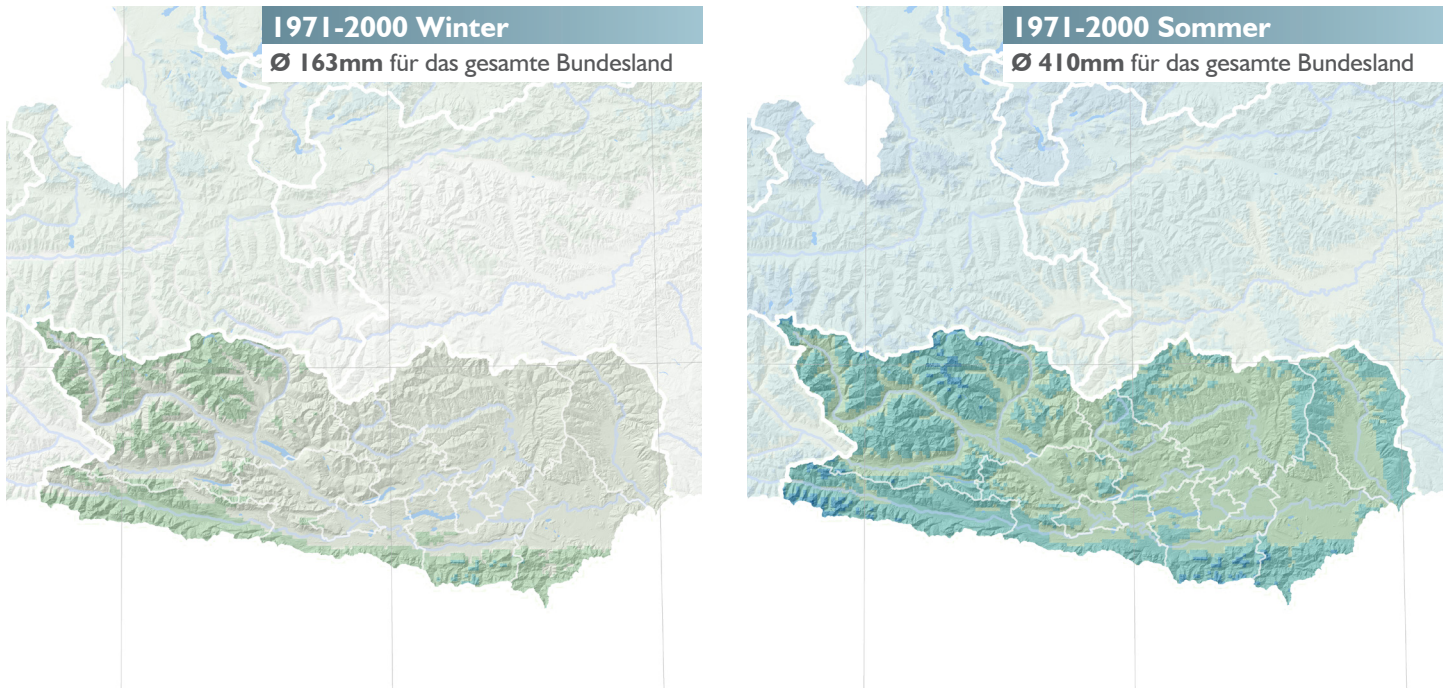 1971-2000 Winter
Ø 163mm für das gesamte Bundesland
1971-2000 Sommer
Ø 410mm für das gesamte Bundesland